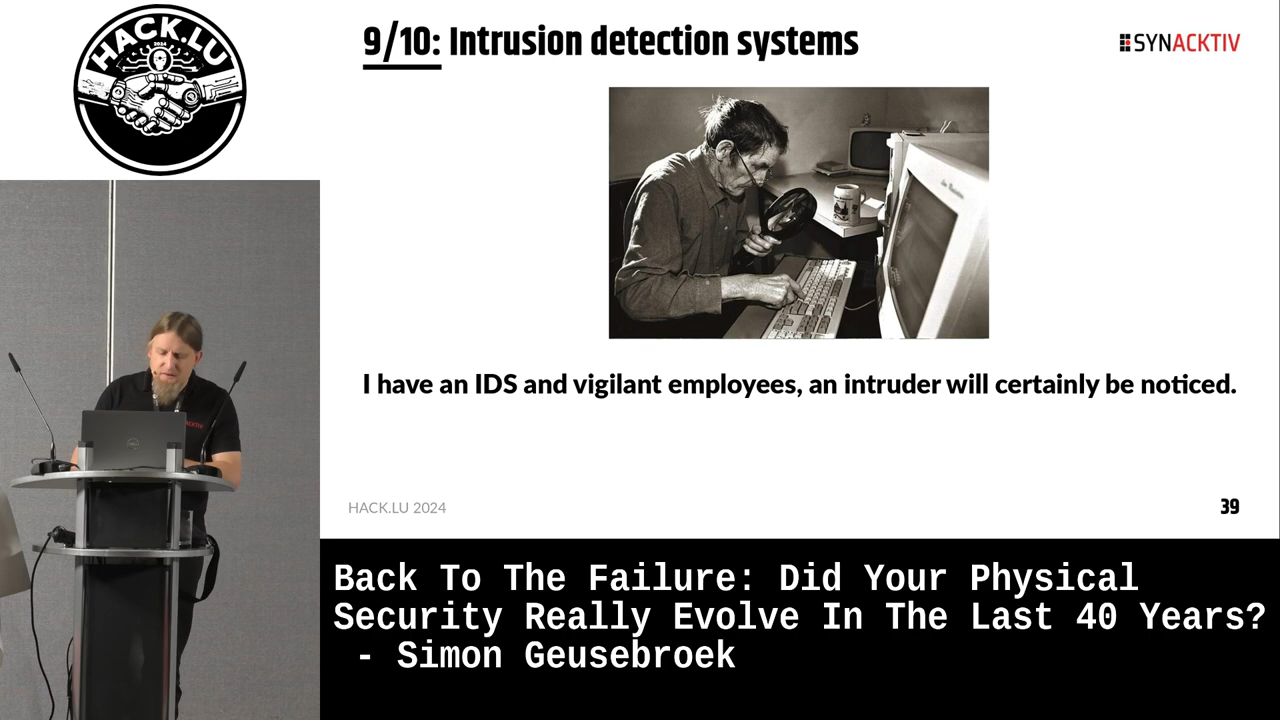 HACK.LU
2024
9/10: Intrusion detection systems
SYNACKTIV
I have an IDS and vigilant employees, an intruder will certainly be noticed.
HACK.LU 2024
39
Back To The Failure: Did Your Physical
Security Really Evolve In The Last 40 Years?
- Simon Geusebroek